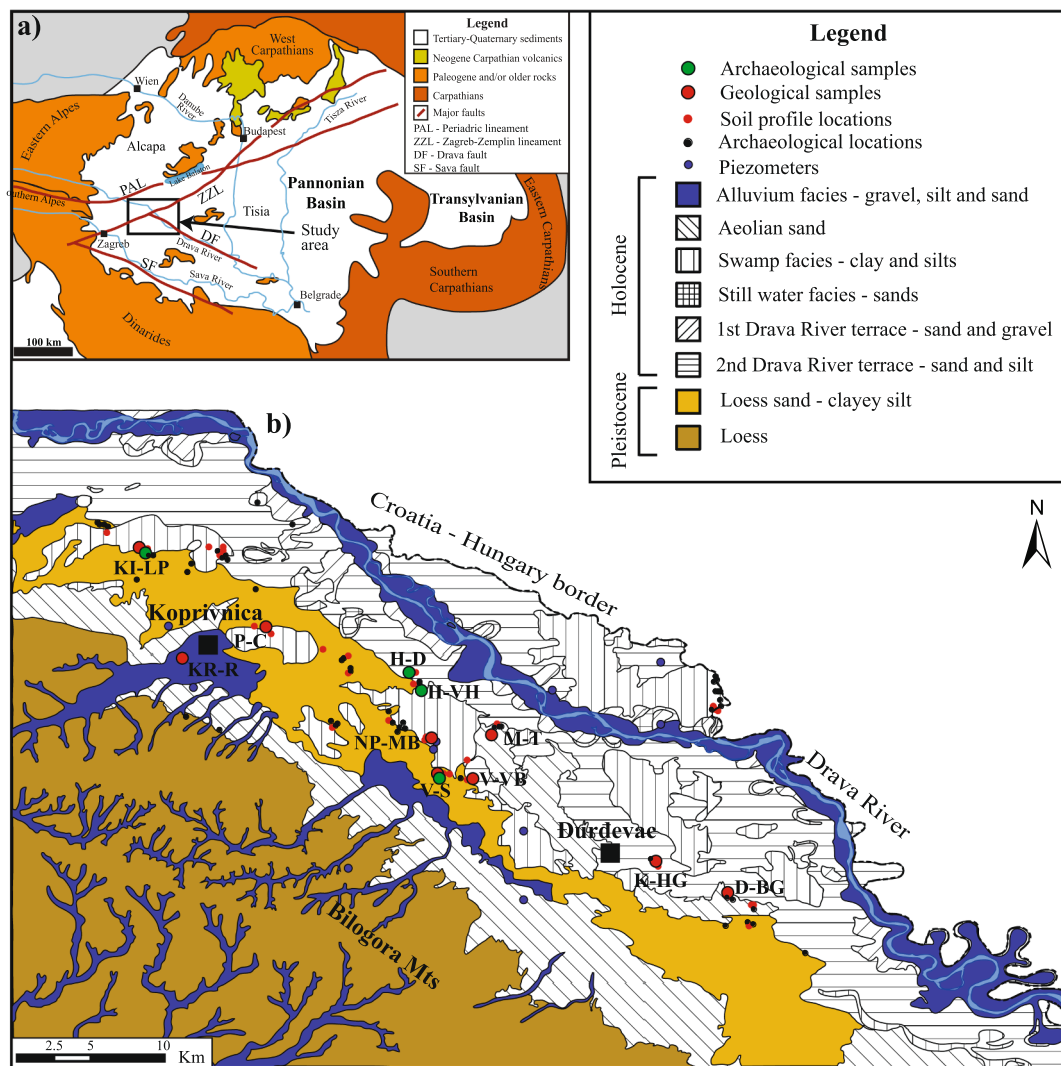 a)
West
Carpathians
Wien
Danube
River
Eastern Alpes
Alcapa
Budapest
Tisza River
Lake Balaton
PAL
ZZL
outhern Alpes
Pannonian
Basin
Transylvanian
Basin
Tisia
Eastern Carpathians
Study
area
DF
Drava River
Zagreb
SF
Sava River
Belgrade
Southern
Carpathians
Dinarides
100 km
Legend
Tertiary-Quaternary sediments
Neogene Carpathian volcanics
Paleogene and/or older rocks
Carpathians
Major faults
PAL - Periadric lineament
ZZL - Zagreb-Zemplin lineament
DF - Drava fault
SF - Sava fault
Legend
Archaeological samples
Geological samples
Soil profile locations
Archaeological locations
Piezometers
Holocene
Alluvium facies - gravel, silt and sand
Aeolian sand
Swamp facies - clay and silts
Still water facies - sands
1st Drava River terrace - sand and gravel
2nd Drava River terrace - sand and silt
Pleistocene
Loess sand - clayey silt
Loess
b)
Croatia - Hungary border
N
KI-LP
Koprivnica
P-C
KR-R
H-D
H-VH
NP-MB
M-T
V-S
V-VB
Drava River
Đurđevac
K-HG
D-BG
Bilogora Mts
2.5 5 10
Km